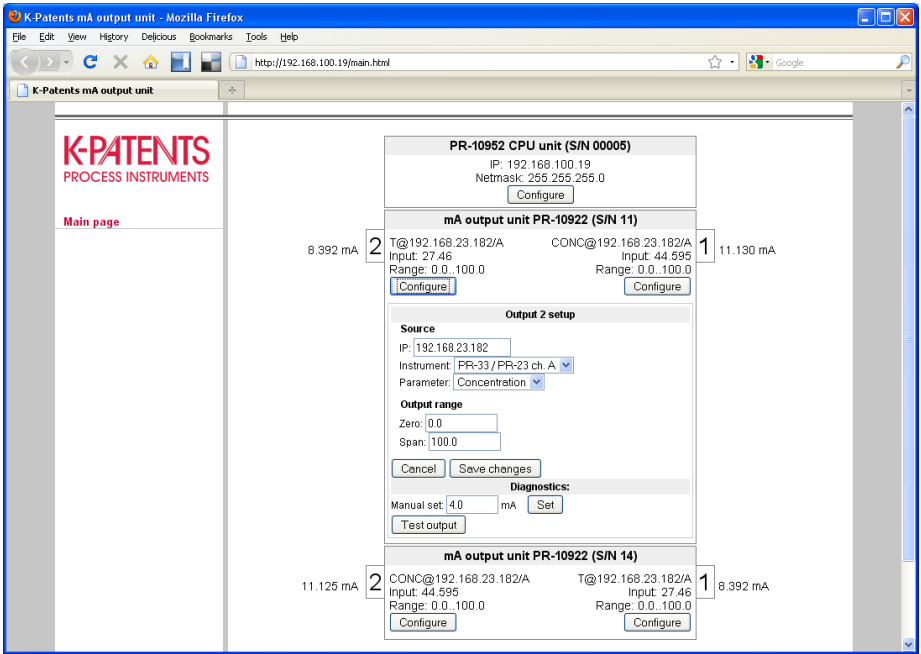 K-Patents mA output unit - Mozilla Firefox
File Edit View History Delicious Bookmarks Tools Help
http://192.168.100.19/main.html
Google
K-Patents mA output unit
K-PATENTS
PROCESS INSTRUMENTS
Main page
PR-10952 CPU unit (S/N 00005)
IP: 192.168.100.19
Netmask: 255.255.255.0
Configure
mA output unit PR-10922 (S/N 11)
8.392 mA 2 T@192.168.23.182/A CONC@192.168.23.182/A 1 11.130 mA
Input: 27.46 Input: 44.595
Range: 0.0..100.0 Range: 0.0..100.0
Configure Configure
Output 2 setup
Source
IP: 192.168.23.182
Instrument: PR-33 / PR-23 ch. A
Parameter: Concentration
Output range
Zero: 0.0
Span: 100.0
Cancel Save changes
Diagnostics:
Manual set: 4.0 mA Set
Test output
mA output unit PR-10922 (S/N 14)
11.125 mA 2 CONC@192.168.23.182/A T@192.168.23.182/A 1 8.392 mA
Input: 44.595 Input: 27.46
Range: 0.0..100.0 Range: 0.0..100.0
Configure Configure